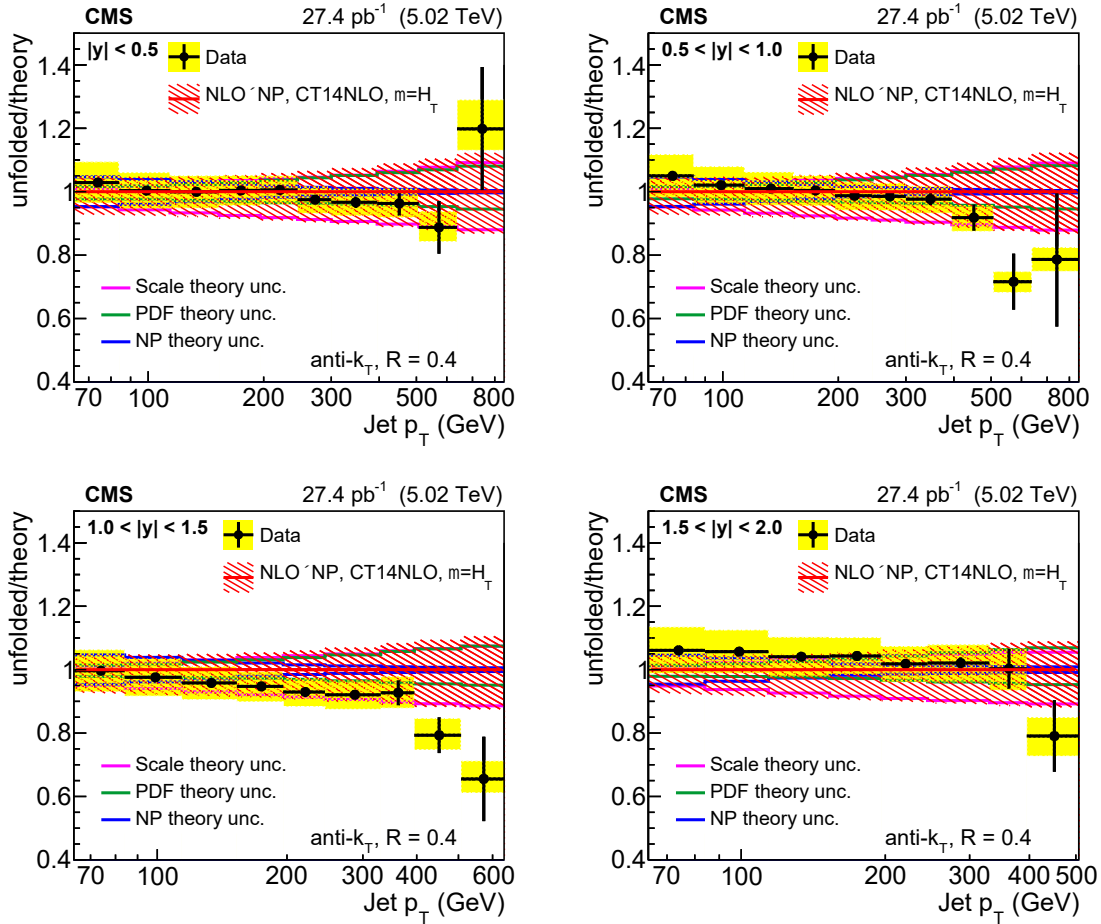 CMS 27.4 pb⁻¹ (5.02 TeV)
unfolded/theory
|y| < 0.5
Data
NLO ´NP, CT14NLO, m=H_T
1.4
1.2
1
0.8
0.6
0.4
Scale theory unc.
PDF theory unc.
NP theory unc.
anti-k_T, R = 0.4
70 100 200 300 400 500 800
Jet p_T (GeV)
CMS 27.4 pb⁻¹ (5.02 TeV)
unfolded/theory
0.5 < |y| < 1.0
Data
NLO ´NP, CT14NLO, m=H_T
1.4
1.2
1
0.8
0.6
0.4
Scale theory unc.
PDF theory unc.
NP theory unc.
anti-k_T, R = 0.4
70 100 200 300 500 800
Jet p_T (GeV)
CMS 27.4 pb⁻¹ (5.02 TeV)
unfolded/theory
1.0 < |y| < 1.5
Data
NLO ´NP, CT14NLO, m=H_T
1.4
1.2
1
0.8
0.6
0.4
Scale theory unc.
PDF theory unc.
NP theory unc.
anti-k_T, R = 0.4
70 100 200 300 400 600
Jet p_T (GeV)
CMS 27.4 pb⁻¹ (5.02 TeV)
unfolded/theory
1.5 < |y| < 2.0
Data
NLO ´NP, CT14NLO, m=H_T
1.4
1.2
1
0.8
0.6
0.4
Scale theory unc.
PDF theory unc.
NP theory unc.
anti-k_T, R = 0.4
70 100 200 300 400 500
Jet p_T (GeV)